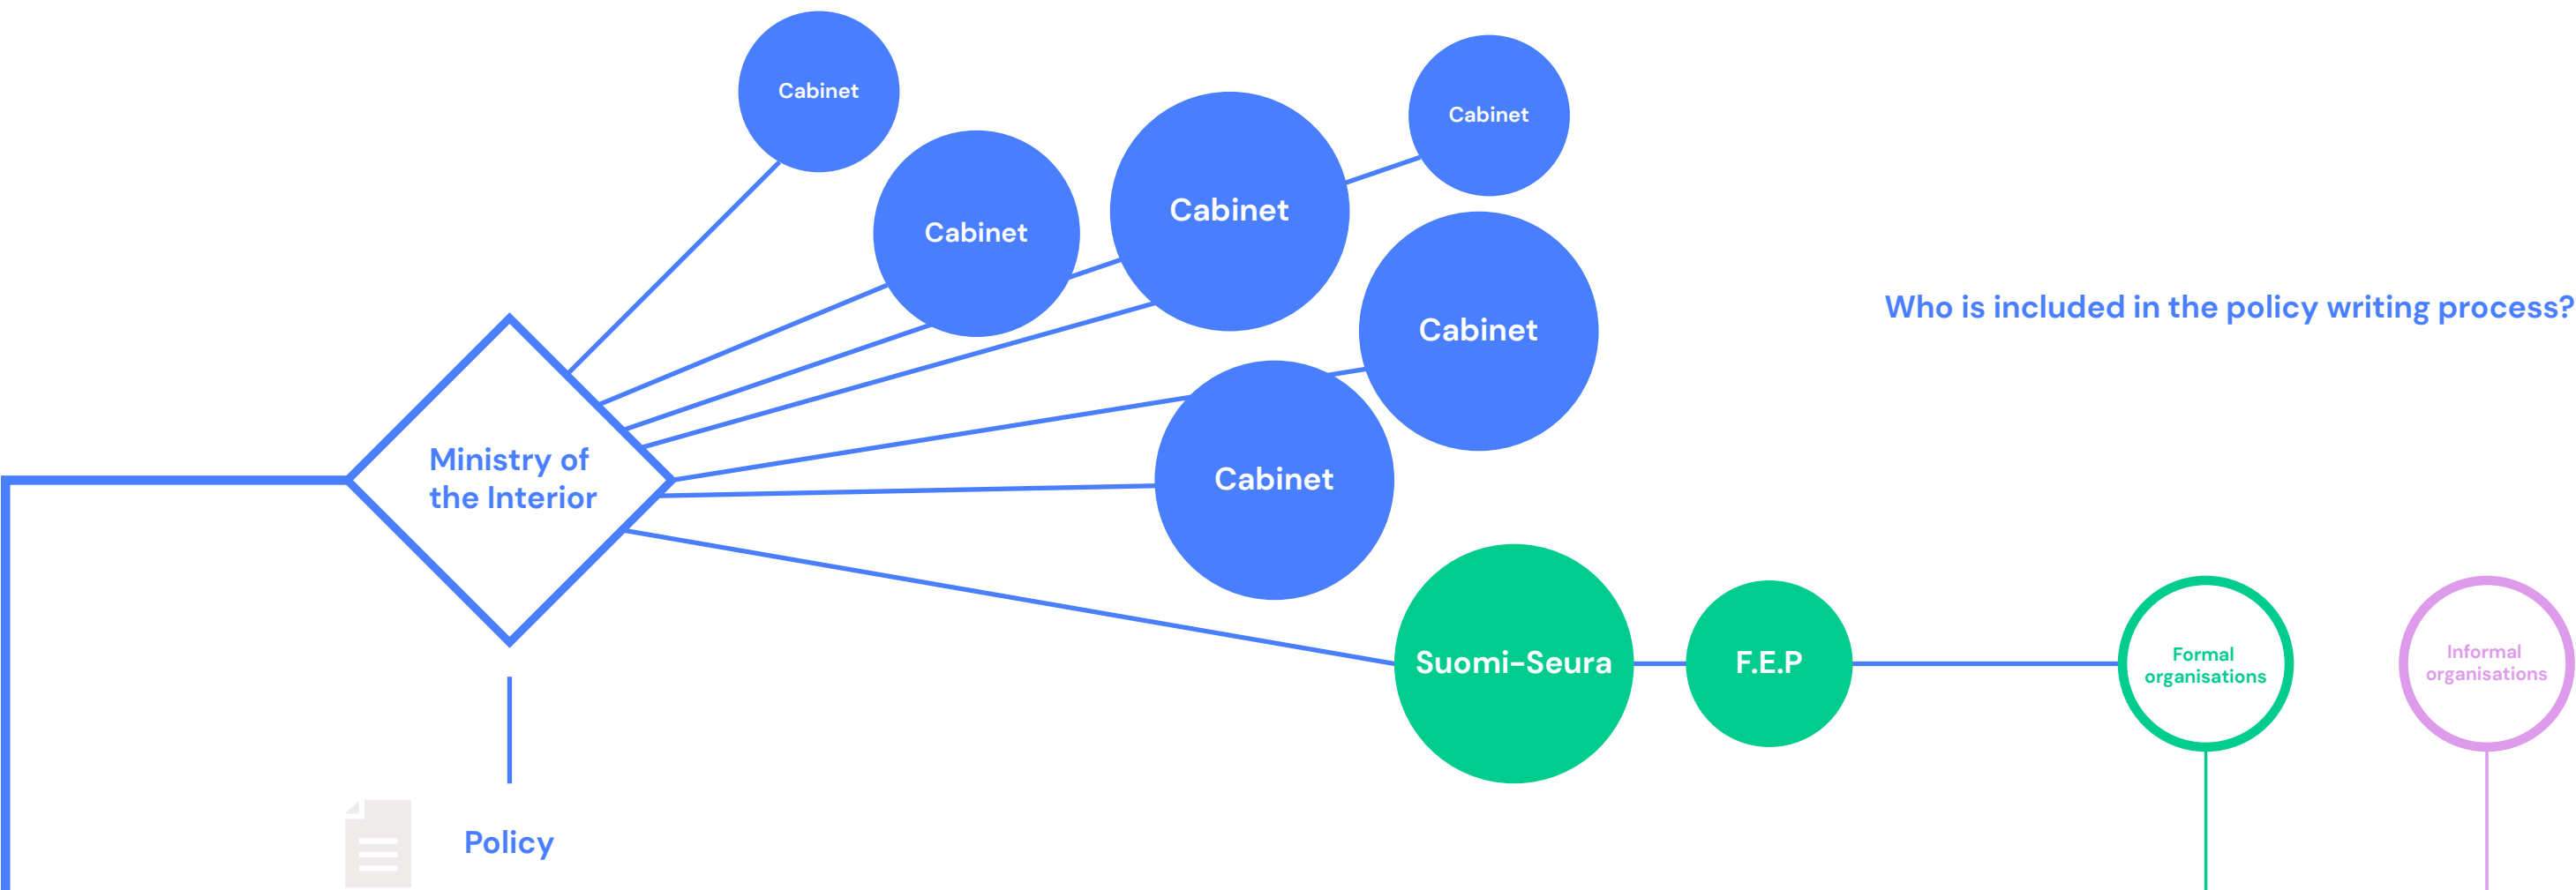 Cabinet
Cabinet
Cabinet
Cabinet
Cabinet
Who is included in the policy writing process?
Cabinet
Ministry of
the Interior
Suomi-Seura
F.E.P
Formal
organisations
Informal
organisations
Policy